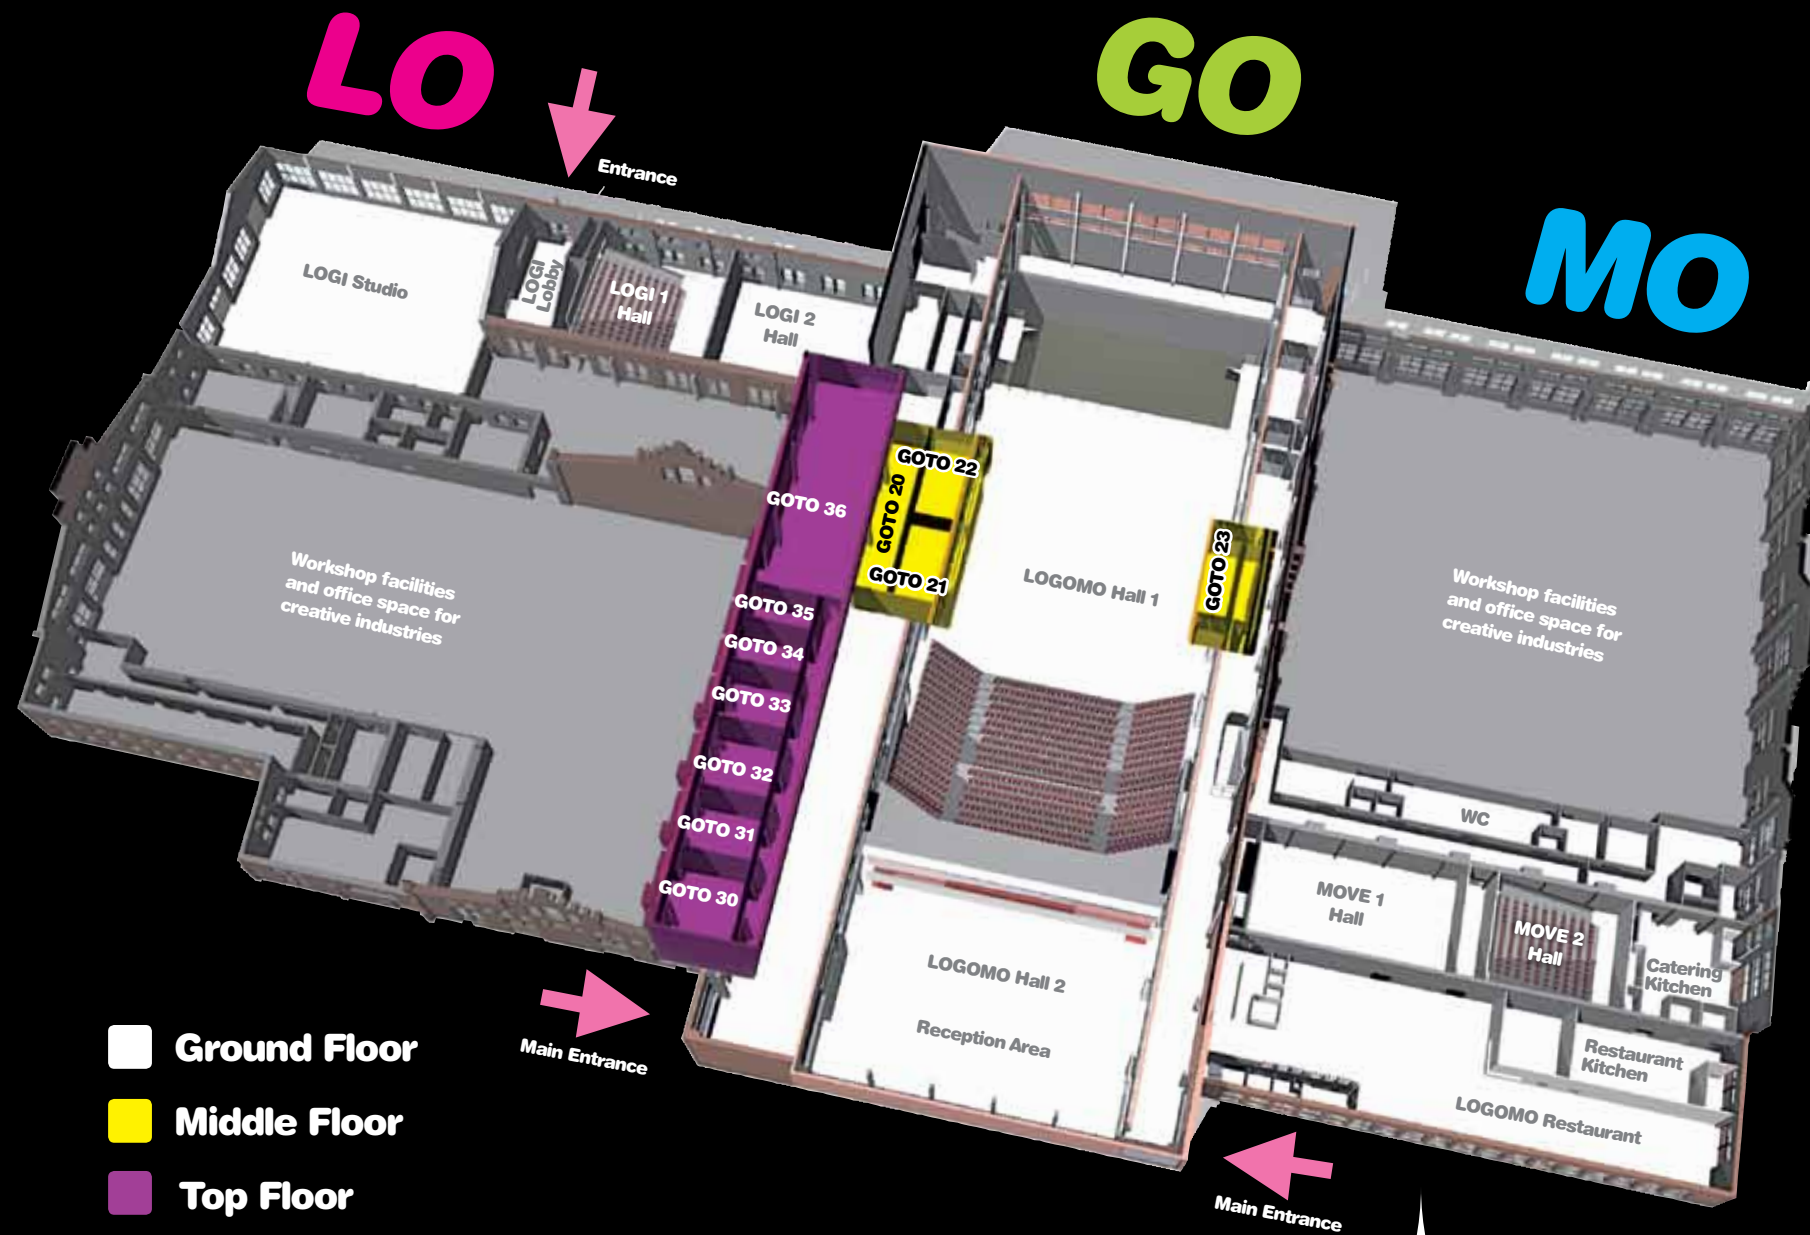 LO
GO
MO
Entrance
LOGI Studio
LOGI
Lobby
LOGI 1
Hall
LOGI 2
Hall
GOTO 36
GOTO 35
GOTO 34
GOTO 33
GOTO 32
GOTO 31
GOTO 30
GOTO 22
GOTO 20
GOTO 21
GOTO 23
LOGOMO Hall 1
Workshop facilities
and office space for
creative industries
Workshop facilities
and office space for
creative industries
WC
MOVE 1
Hall
MOVE 2
Hall
Catering
Kitchen
LOGOMO Hall 2
Reception Area
Restaurant
Kitchen
LOGOMO Restaurant
Main Entrance
Main Entrance
Ground Floor
Middle Floor
Top Floor